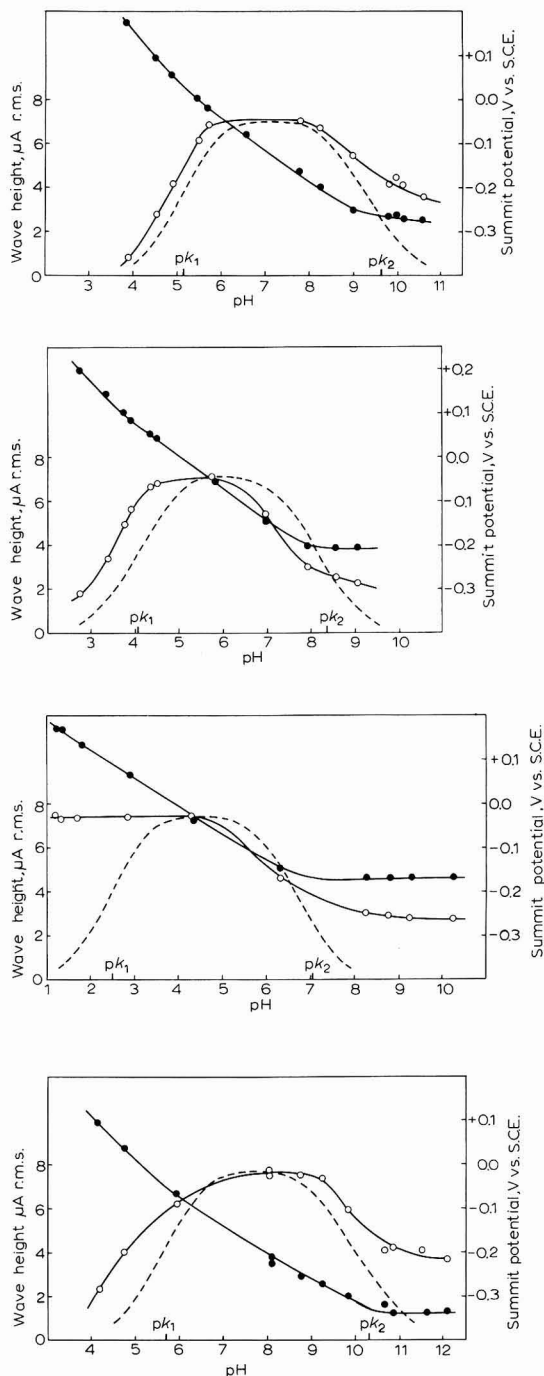 Wave height, μA r.m.s.
8
6
4
2
0
+0.1
0.0
-0.1
-0.2
-0.3
Summit potential, V vs. S.C.E.
3 4 5 6 7 8 9 10 11
pk₁ pk₂
pH
Wave height, μA r.m.s.
8
6
4
2
0
+0.2
+0.1
0.0
-0.1
-0.2
-0.3
Summit potential, V vs. S.C.E.
3 4 5 6 7 8 9 10
pk₁ pk₂
pH
Wave height, μA r.m.s.
8
6
4
2
0
+0.1
-0.0
-0.1
-0.2
-0.3
Summit potential, V vs. S.C.E.
1 2 3 4 5 6 7 8 9 10
pk₁ pk₂
pH
Wave height, μA r.m.s.
8
6
4
2
0
+0.1
0.0
-0.1
-0.2
-0.3
Summit potential, V vs. S.C.E.
4 5 6 7 8 9 10 11 12
pk₁ pk₂
pH